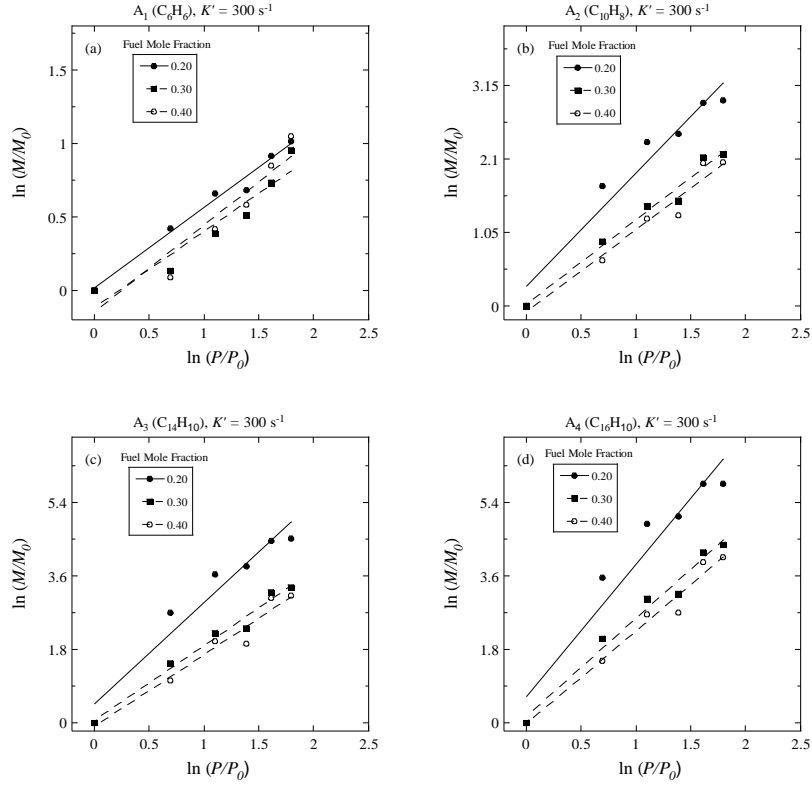 A₁ (C₆H₆), K' = 300 s⁻¹
(a)
Fuel Mole Fraction
0.20
0.30
0.40
1.5
1
0.5
0
ln (M/M₀)
0 0.5 1 1.5 2 2.5
ln (P/P₀)
A₂ (C₁₀H₈), K' = 300 s⁻¹
(b)
Fuel Mole Fraction
0.20
0.30
0.40
3.15
2.1
1.05
0
ln (M/M₀)
0 0.5 1 1.5 2 2.5
ln (P/P₀)
A₃ (C₁₄H₁₀), K' = 300 s⁻¹
(c)
Fuel Mole Fraction
0.20
0.30
0.40
5.4
3.6
1.8
0
ln (M/M₀)
0 0.5 1 1.5 2 2.5
ln (P/P₀)
A₄ (C₁₆H₁₀), K' = 300 s⁻¹
(d)
Fuel Mole Fraction
0.20
0.30
0.40
5.4
3.6
1.8
0
ln (M/M₀)
0 0.5 1 1.5 2 2.5
ln (P/P₀)